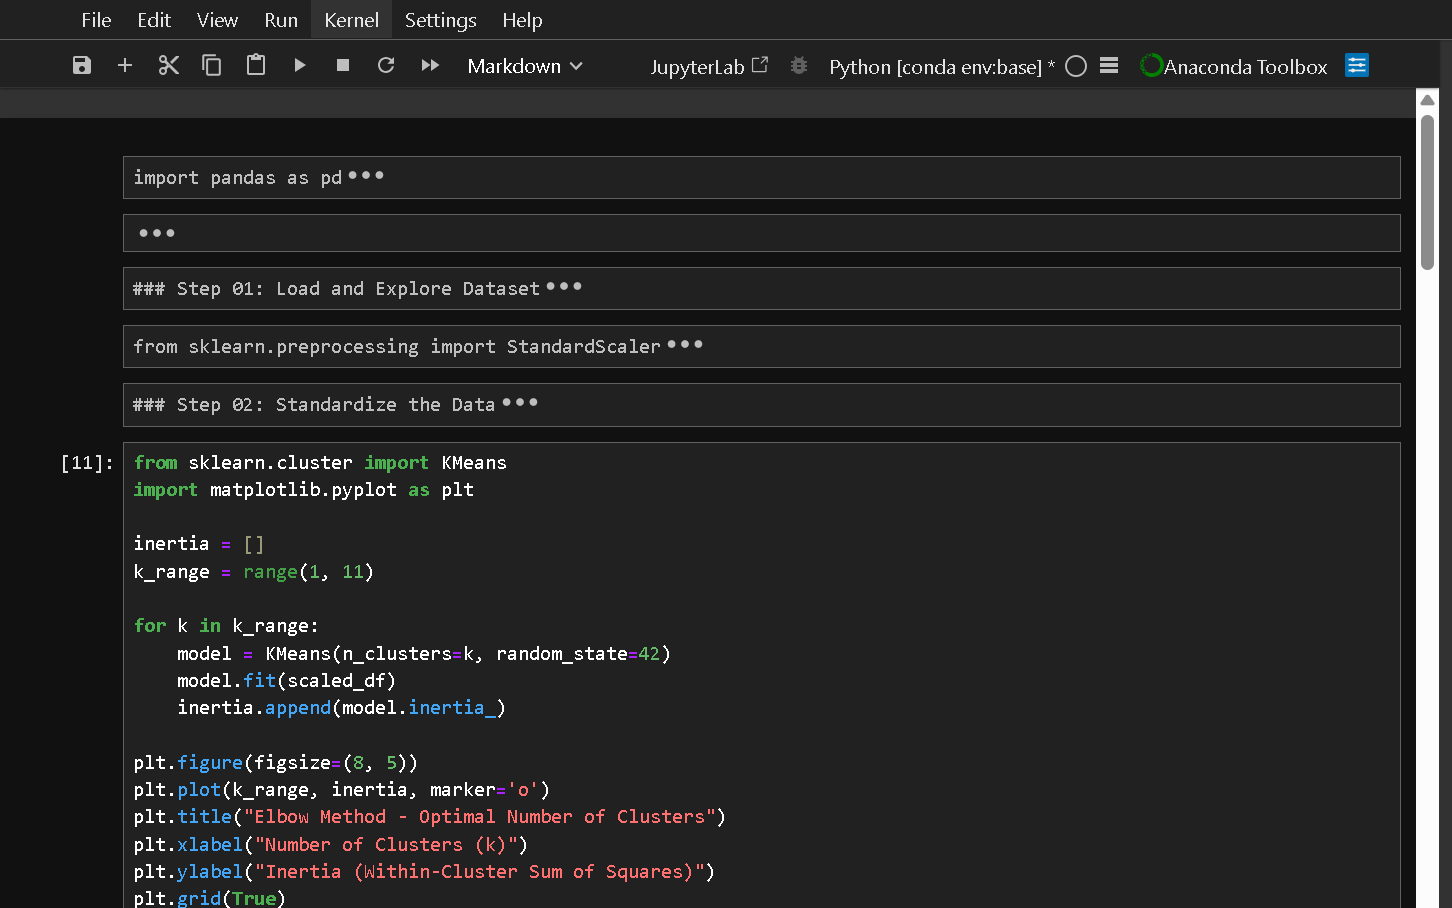 File Edit View Run Kernel Settings Help
Markdown JupyterLab Python [conda env:base] * Anaconda Toolbox
import pandas as pd •••
•••
### Step 01: Load and Explore Dataset •••
from sklearn.preprocessing import StandardScaler •••
### Step 02: Standardize the Data •••
[11]: from sklearn.cluster import KMeans
import matplotlib.pyplot as plt
inertia = []
k_range = range(1, 11)
for k in k_range:
    model = KMeans(n_clusters=k, random_state=42)
    model.fit(scaled_df)
    inertia.append(model.inertia_)
plt.figure(figsize=(8, 5))
plt.plot(k_range, inertia, marker='o')
plt.title("Elbow Method - Optimal Number of Clusters")
plt.xlabel("Number of Clusters (k)")
plt.ylabel("Inertia (Within-Cluster Sum of Squares)")
plt.grid(True)